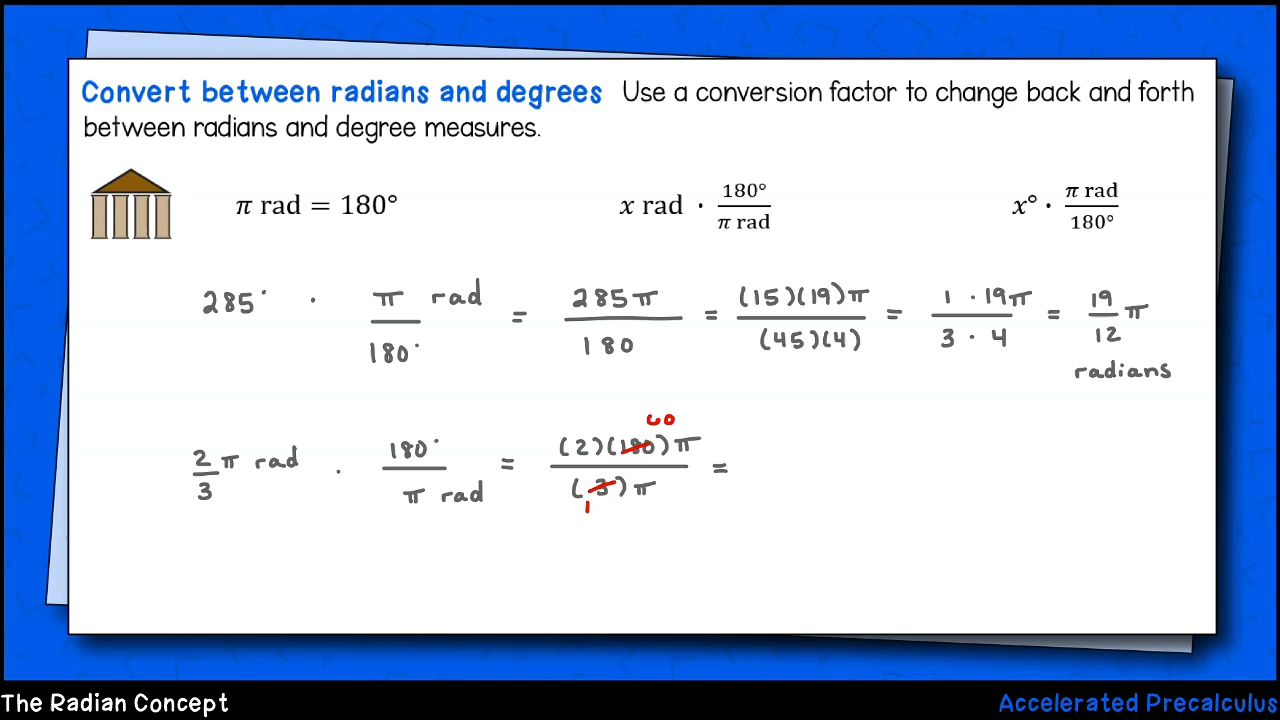 Convert between radians and degrees Use a conversion factor to change back and forth
between radians and degree measures.
π rad = 180° x rad · 180°/π rad x° · π rad/180°
285° · π rad/180° = 285π/180 = (15)(19)π/(45)(4) = 1 · 19π/3 · 4 = 19/12 π
radians
60
2/3 π rad · 180°/π rad = (2)(180)π/(3)π =
1
The Radian Concept
Accelerated Precalculus